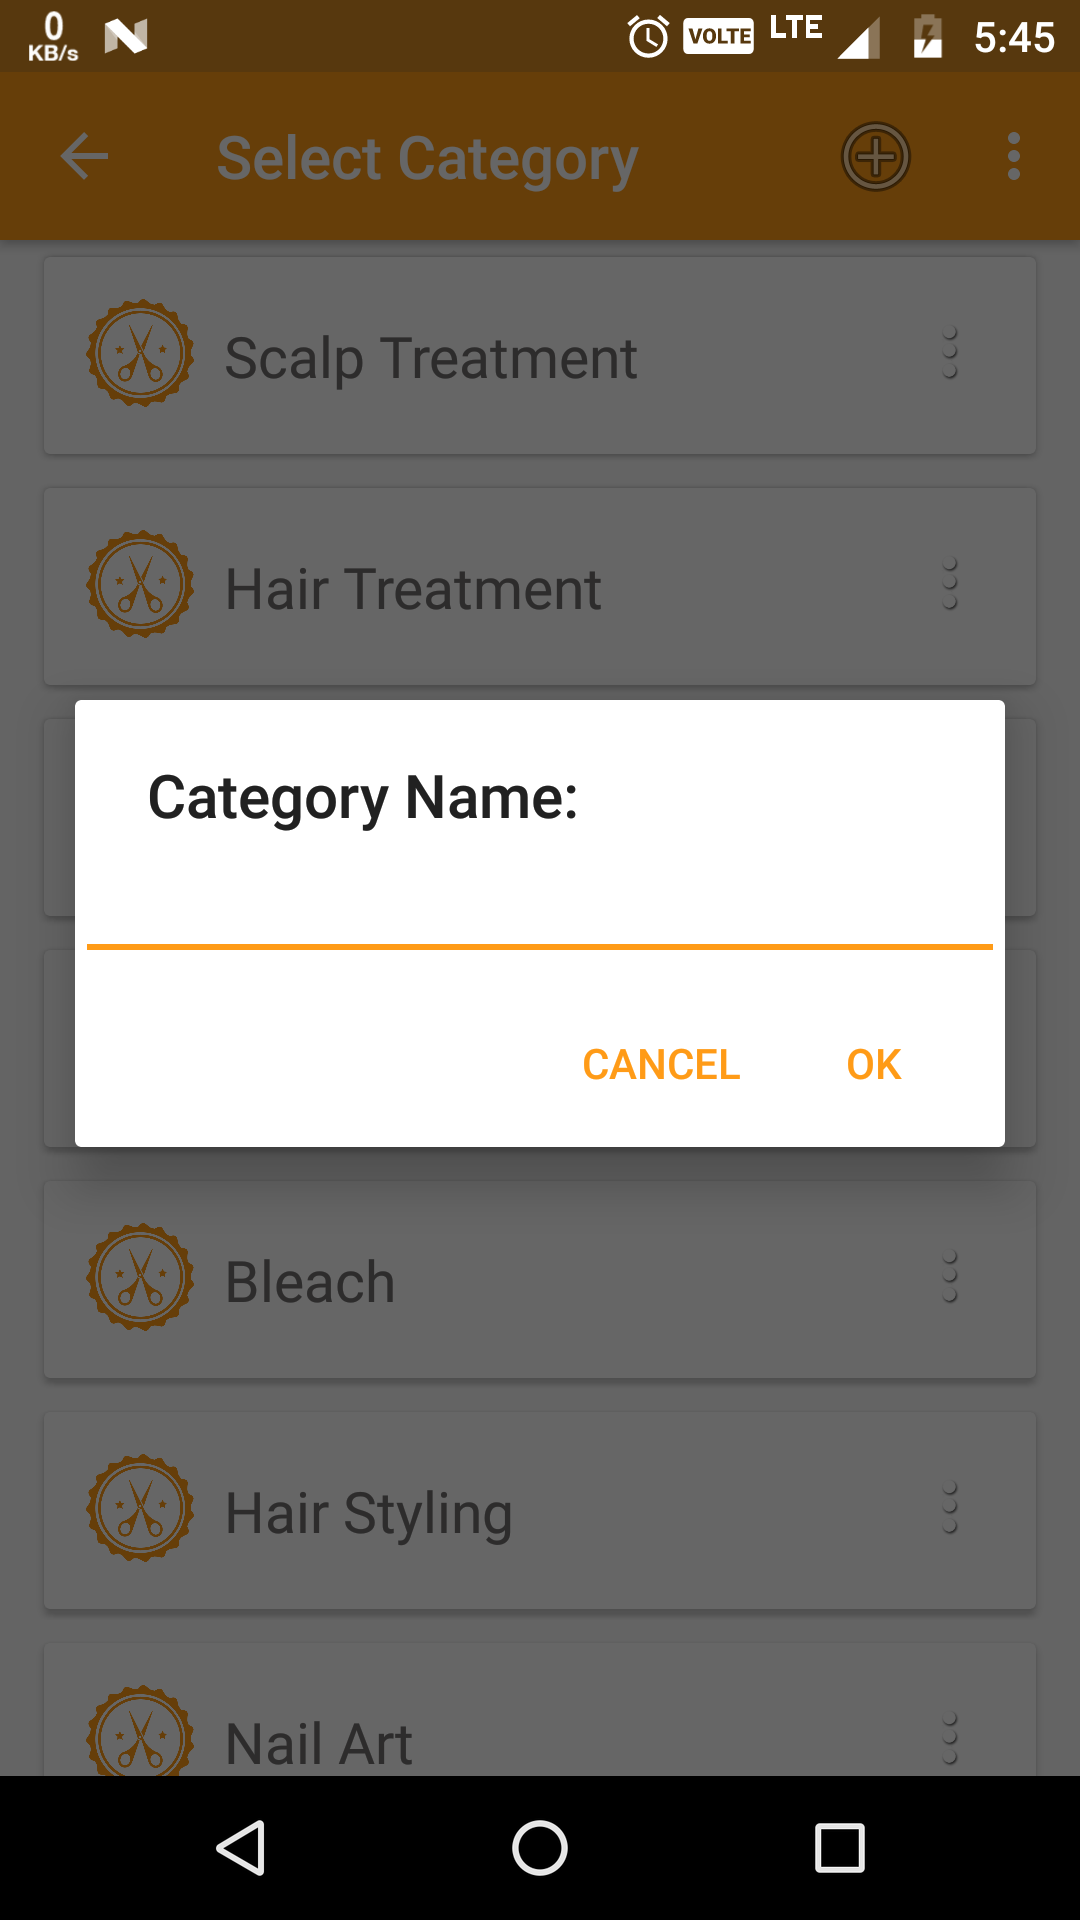 0
KB/s
VOLTE
LTE
5:45
Select Category
Scalp Treatment
Hair Treatment
Category Name:
CANCEL
OK
Bleach
Hair Styling
Nail Art